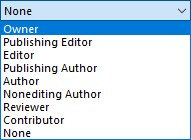 None
Owner
Publishing Editor
Editor
Publishing Author
Author
Nonediting Author
Reviewer
Contributor
None